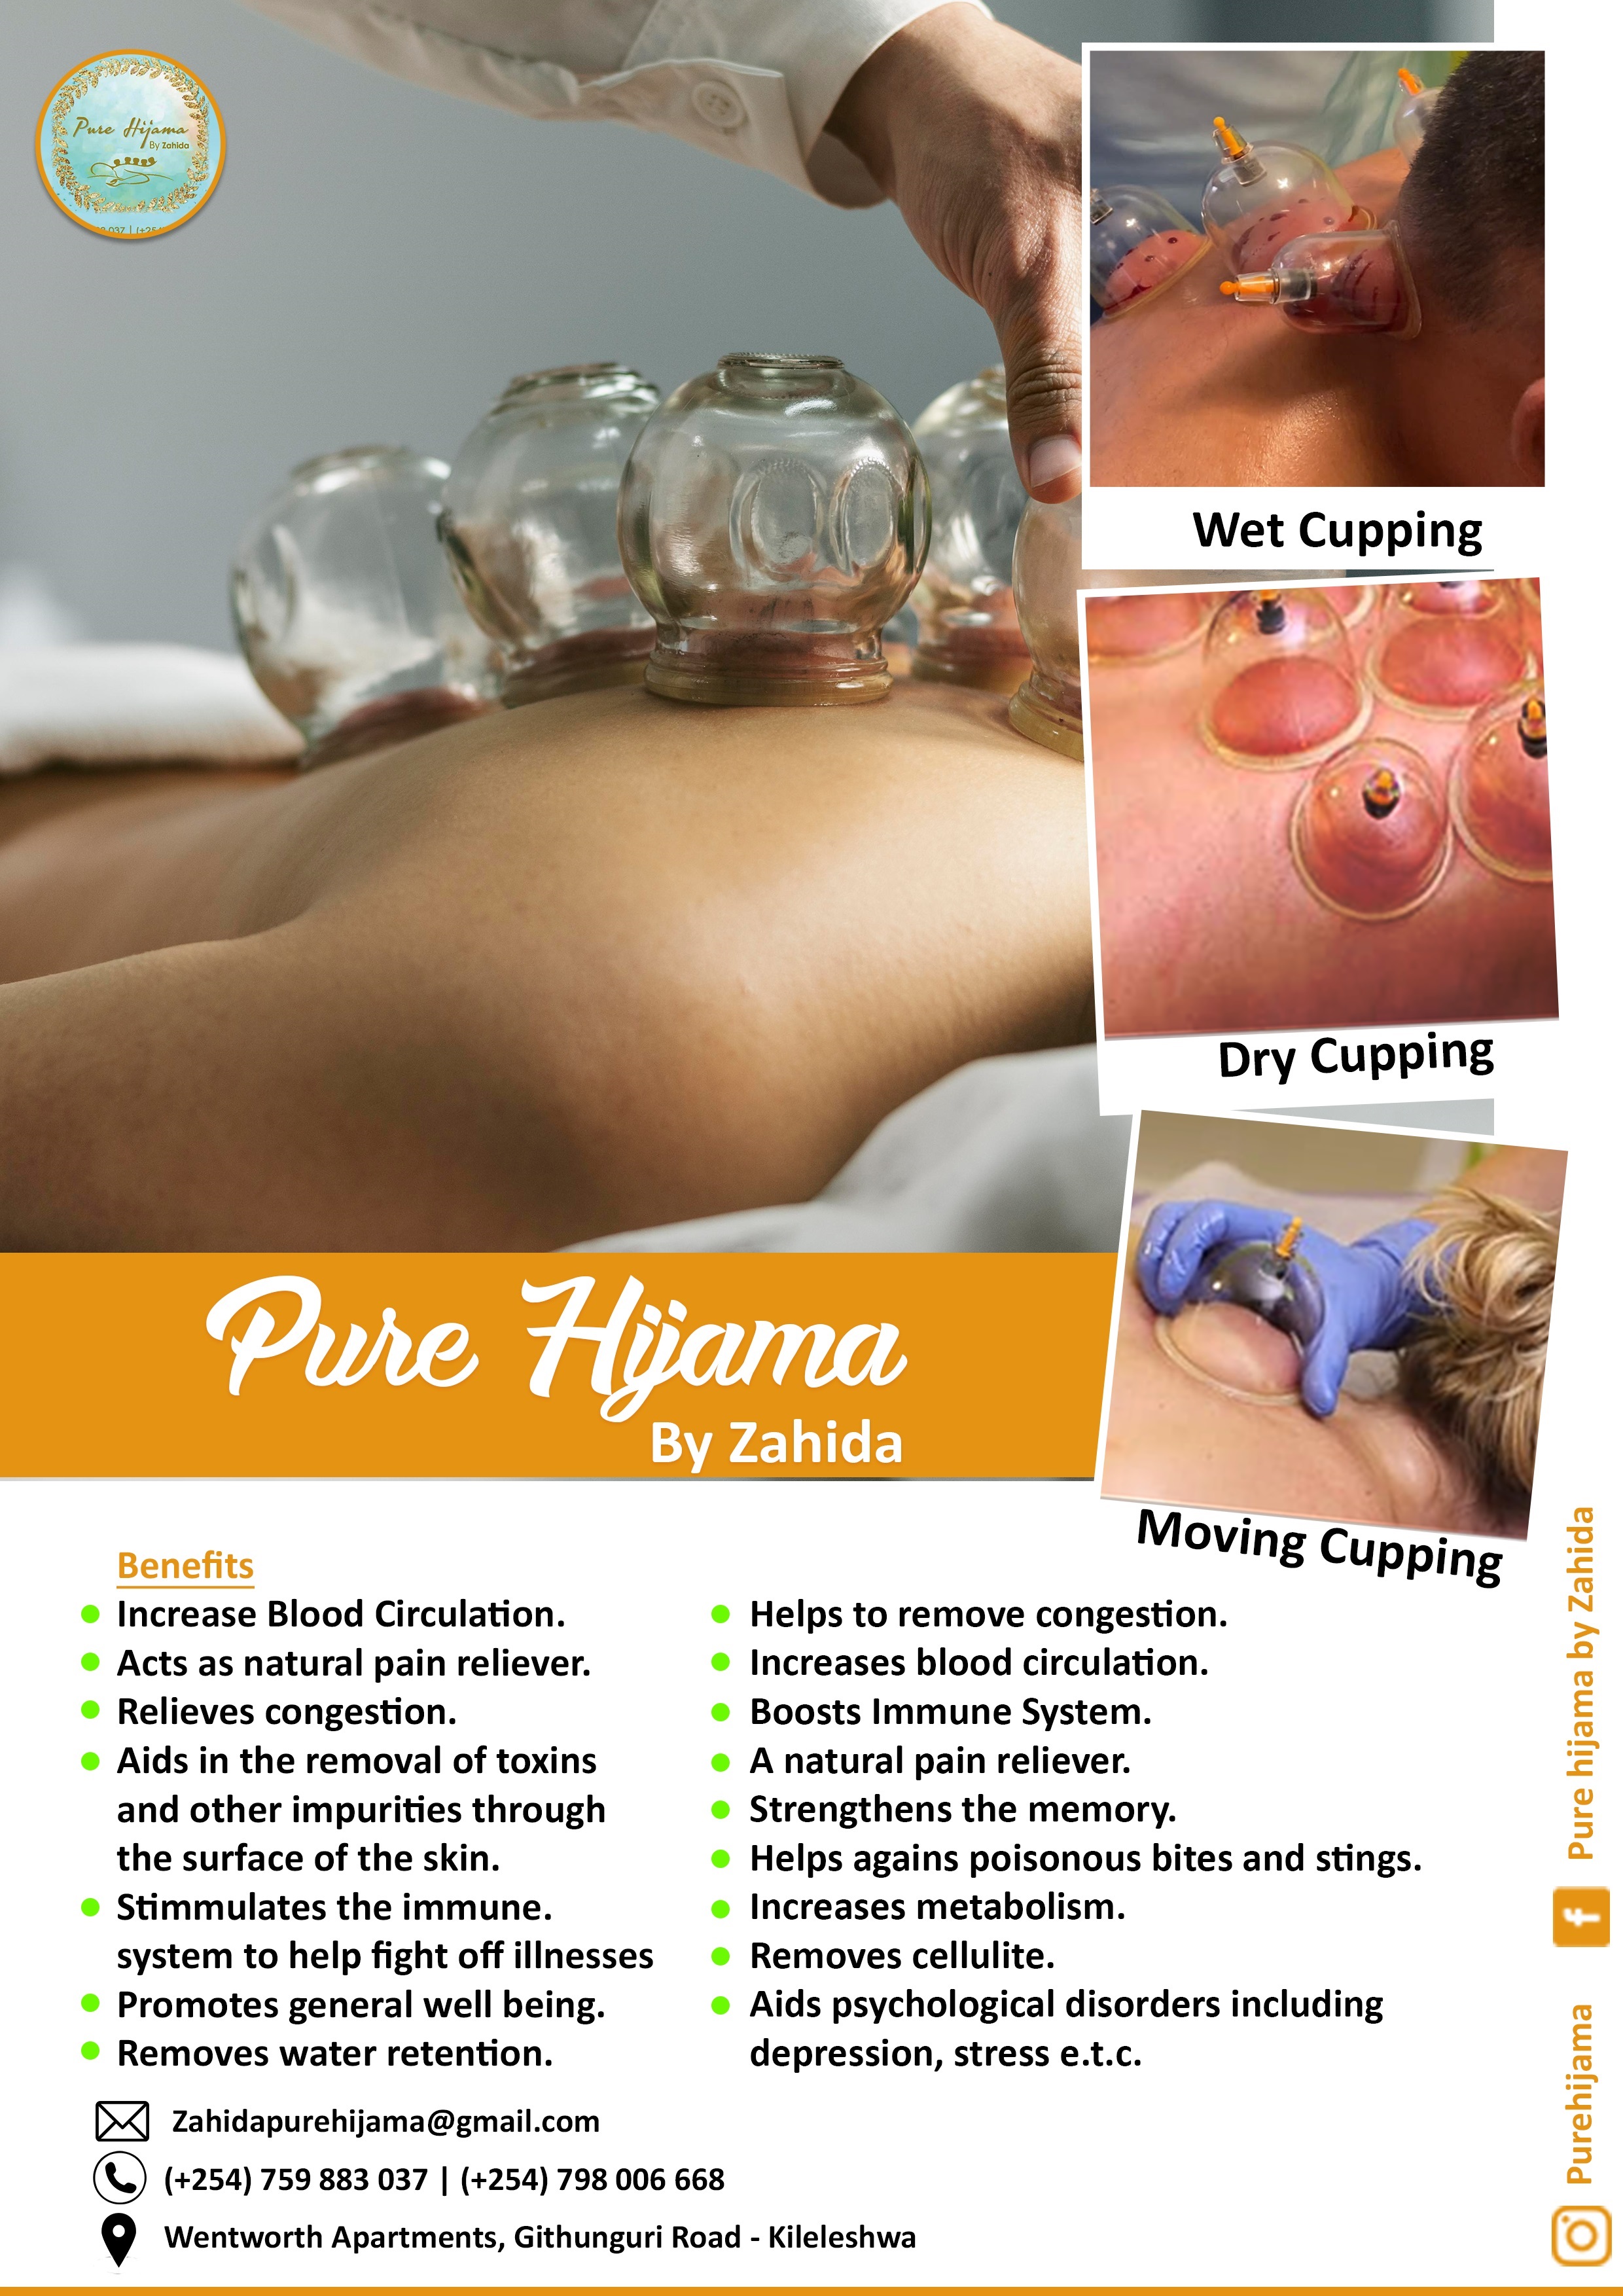 Pure Hijama
By Zahida
Wet Cupping
Dry Cupping
Moving Cupping
Pure Hijama
By Zahida
Benefits
Increase Blood Circulation.
Acts as natural pain reliever.
Relieves congestion.
Aids in the removal of toxins
and other impurities through
the surface of the skin.
Stimmulates the immune.
system to help fight off illnesses
Promotes general well being.
Removes water retention.
Helps to remove congestion.
Increases blood circulation.
Boosts Immune System.
A natural pain reliever.
Strengthens the memory.
Helps agains poisonous bites and stings.
Increases metabolism.
Removes cellulite.
Aids psychological disorders including
depression, stress e.t.c.
Zahidapurehijama@gmail.com
(+254) 759 883 037 | (+254) 798 006 668
Wentworth Apartments, Githunguri Road - Kileleshwa
Pure hijama by Zahida
Purehijama